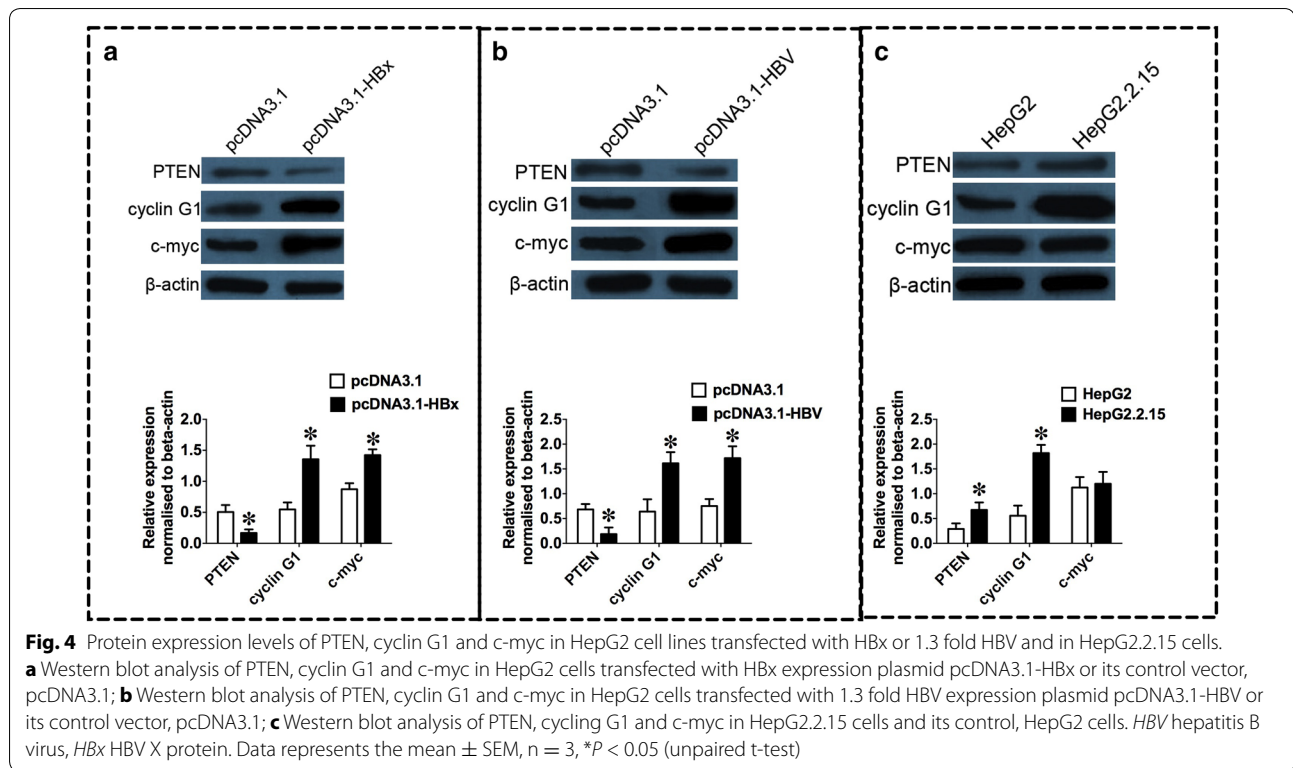 a
pcDNA3.1
pcDNA3.1-HBx
PTEN
cyclin G1
c-myc
β-actin
pcDNA3.1
pcDNA3.1-HBx
Relative expression
normalised to beta-actin
2.0
1.5
1.0
0.5
0.0
*
*
*
PTEN
cyclin G1
c-myc
b
pcDNA3.1
pcDNA3.1-HBV
PTEN
cyclin G1
c-myc
β-actin
pcDNA3.1
pcDNA3.1-HBV
Relative expression
normalised to beta-actin
2.5
2.0
1.5
1.0
0.5
0.0
*
*
*
PTEN
cyclin G1
c-myc
c
HepG2
HepG2.2.15
PTEN
cyclin G1
c-myc
β-actin
HepG2
HepG2.2.15
Relative expression
normalised to beta-actin
2.5
2.0
1.5
1.0
0.5
0.0
*
*
PTEN
cyclin G1
c-myc
Fig. 4 Protein expression levels of PTEN, cyclin G1 and c-myc in HepG2 cell lines transfected with HBx or 1.3 fold HBV and in HepG2.2.15 cells.
a Western blot analysis of PTEN, cyclin G1 and c-myc in HepG2 cells transfected with HBx expression plasmid pcDNA3.1-HBx or its control vector,
pcDNA3.1; b Western blot analysis of PTEN, cyclin G1 and c-myc in HepG2 cells transfected with 1.3 fold HBV expression plasmid pcDNA3.1-HBV or
its control vector, pcDNA3.1; c Western blot analysis of PTEN, cycling G1 and c-myc in HepG2.2.15 cells and its control, HepG2 cells. HBV hepatitis B
virus, HBx HBV X protein. Data represents the mean ± SEM, n = 3, *P < 0.05 (unpaired t-test)